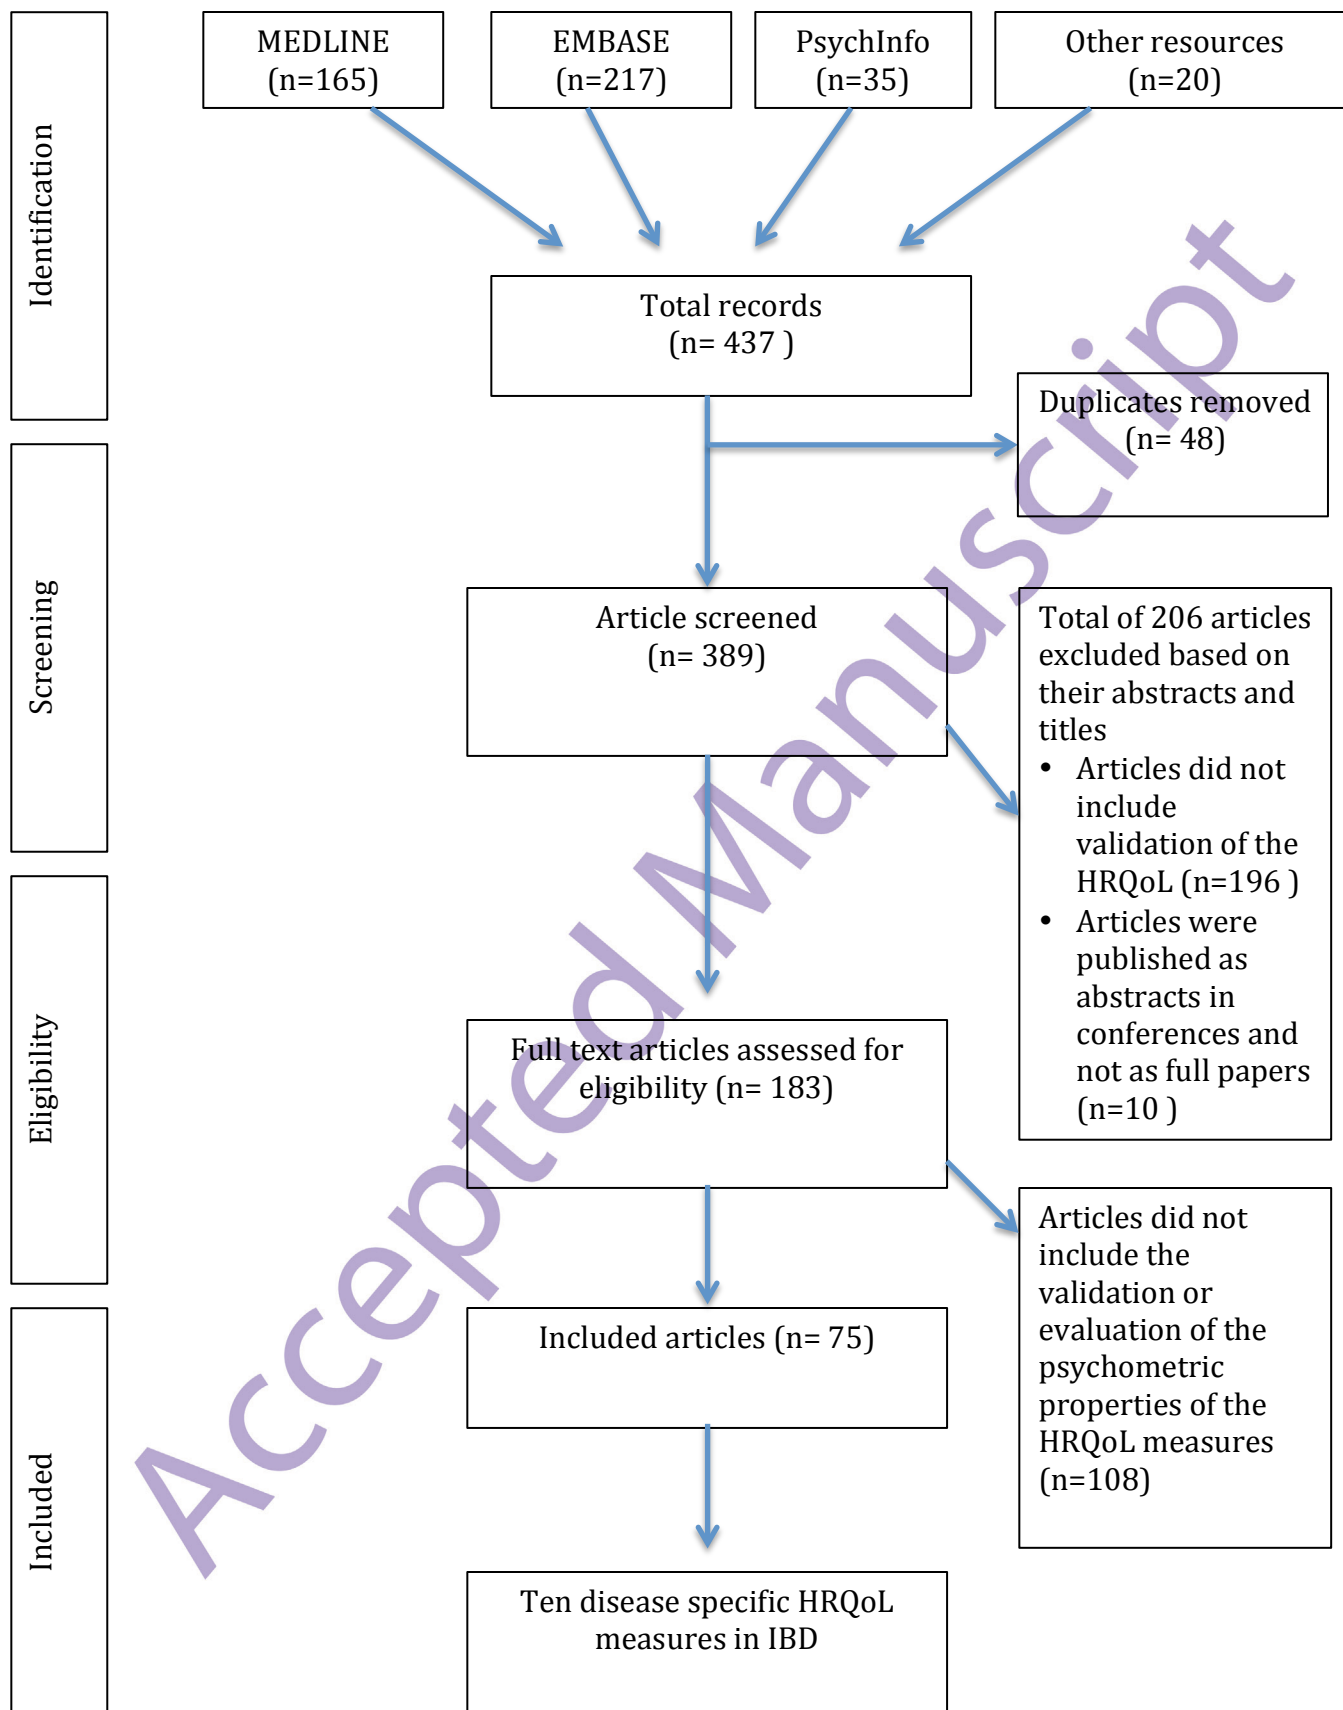 Identification
MEDLINE
(n=165)
EMBASE
(n=217)
PsychInfo
(n=35)
Other resources
(n=20)
Total records
(n= 437 )
Duplicates removed
(n= 48)
Screening
Article screened
(n= 389)
Total of 206 articles
excluded based on
their abstracts and
titles
• Articles did not
include
validation of the
HRQoL (n=196 )
• Articles were
published as
abstracts in
conferences and
not as full papers
(n=10 )
Eligibility
Full text articles assessed for
eligibility (n= 183)
Articles did not
include the
validation or
evaluation of the
psychometric
properties of the
HRQoL measures
(n=108)
Included
Included articles (n= 75)
Ten disease specific HRQoL
measures in IBD
Accepted Manuscript